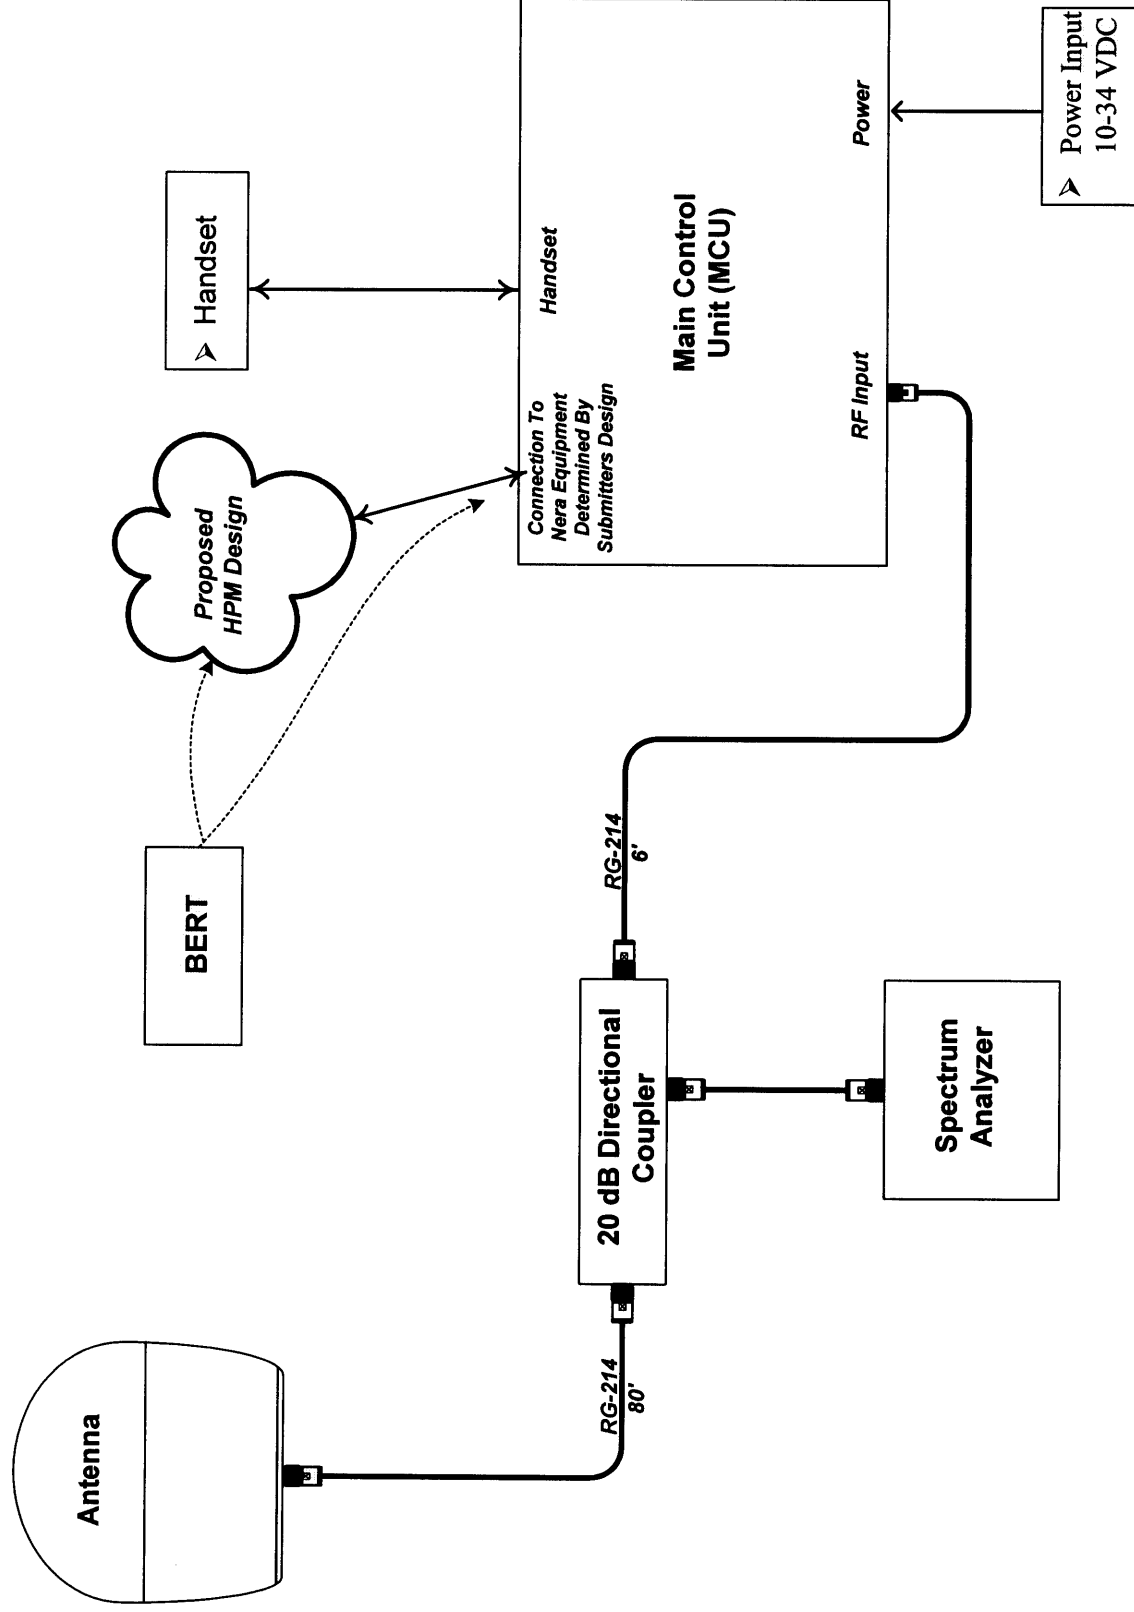 Antenna
RG-214
80'
20 dB Directional
Coupler
Spectrum
Analyzer
RG-214
6'
BERT
Proposed
HPM Design
➢ Handset
Connection To
Nera Equipment
Determined By
Submitters Design
Handset
Main Control
Unit (MCU)
RF Input
Power
➢ Power Input
10-34 VDC